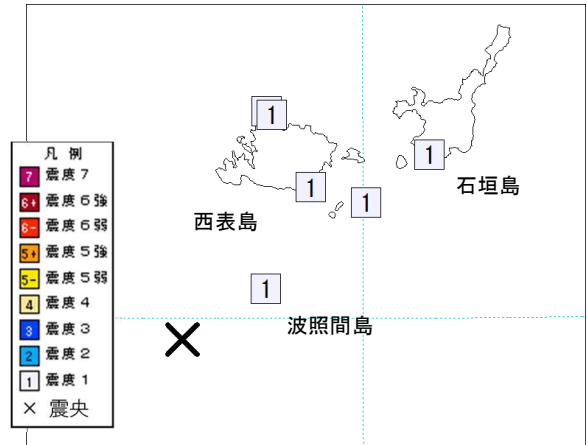 1
1
1
1
1
石垣島
西表島
波照間島
凡例
7 震度7
6+ 震度6強
6- 震度6弱
5+ 震度5強
5- 震度5弱
4 震度4
3 震度3
2 震度2
1 震度1
× 震央